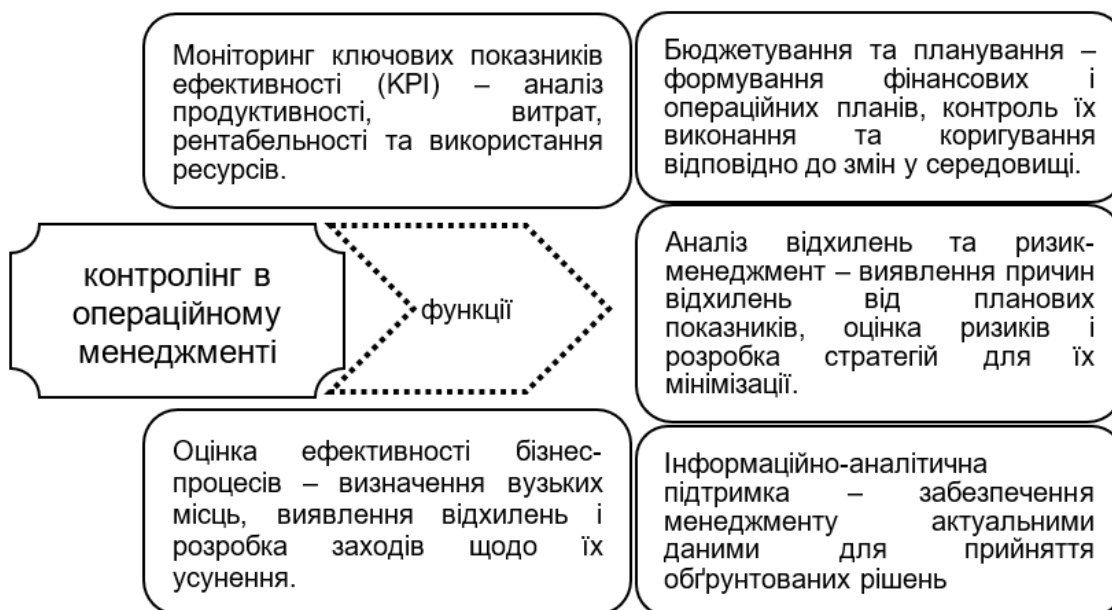 Моніторинг ключових показників
ефективності (KPI) – аналіз
продуктивності, витрат,
рентабельності та використання
ресурсів.
Бюджетування та планування –
формування фінансових і
операційних планів, контроль їх
виконання та коригування
відповідно до змін у середовищі.
контролінг в
операційному
менеджменті
функції
Аналіз відхилень та ризик-
менеджмент – виявлення причин
відхилень від планових
показників, оцінка ризиків і
розробка стратегій для їх
мінімізації.
Оцінка ефективності бізнес-
процесів – визначення вузьких
місць, виявлення відхилень і
розробка заходів щодо їх
усунення.
Інформаційно-аналітична
підтримка – забезпечення
менеджменту актуальними
даними для прийняття
обґрунтованих рішень